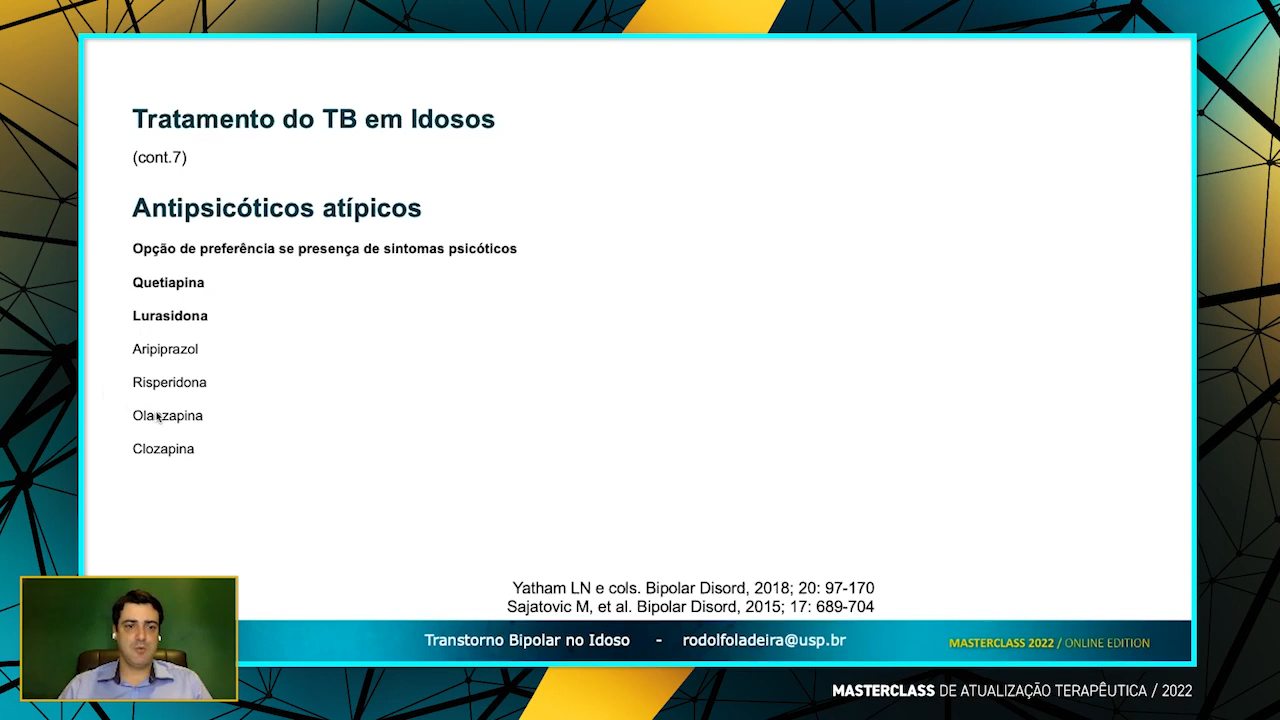 Tratamento do TB em Idosos
(cont.7)
Antipsicóticos atípicos
Opção de preferência se presença de sintomas psicóticos
Quetiapina
Lurasidona
Aripiprazol
Risperidona
Olanzapina
Clozapina
Yatham LN e cols. Bipolar Disord, 2018; 20: 97-170
Sajatovic M, et al. Bipolar Disord, 2015; 17: 689-704
Transtorno Bipolar no Idoso - rodolfoladeira@usp.br
MASTERCLASS 2022 / ONLINE EDITION
MASTERCLASS DE ATUALIZAÇÃO TERAPÊUTICA / 2022